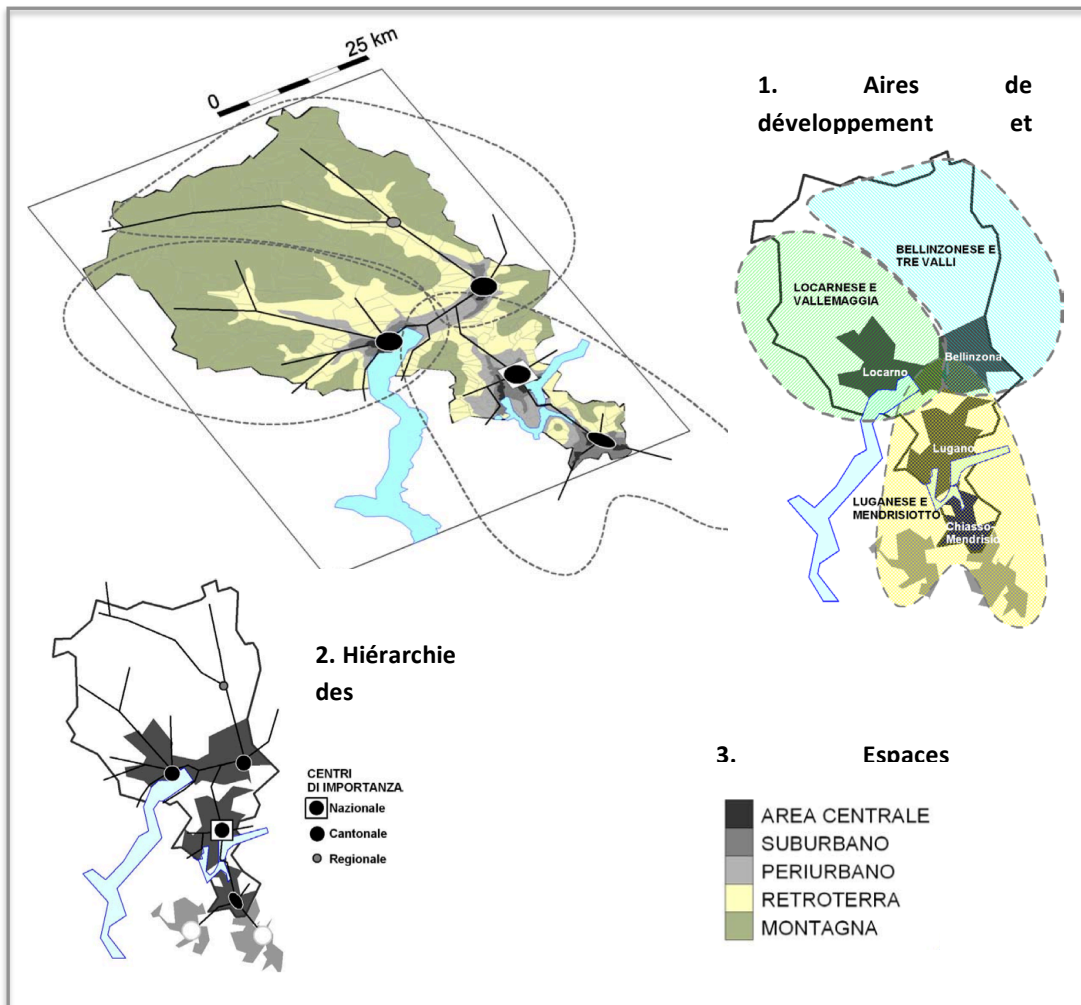 0
25 km
1. Aires de
développement et
BELLINZONESE E
TRE VALLI
LOCARNESE E
VALLEMAGGIA
Locarno
Bellinzona
Lugano
LUGANESE E
MENDRISIOTTO
Chiasso-
Mendrisio
2. Hiérarchie
des
CENTRI
DI IMPORTANZA
Nazionale
Cantonale
Regionale
3. Espaces
AREA CENTRALE
SUBURBANO
PERIURBANO
RETROTERRA
MONTAGNA